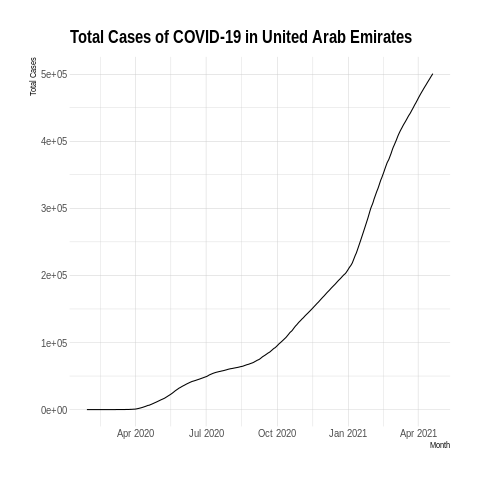 Total Cases of COVID-19 in United Arab Emirates
Total Cases
5e+05
4e+05
3e+05
2e+05
1e+05
0e+00
Apr 2020 Jul 2020 Oct 2020 Jan 2021 Apr 2021
Month